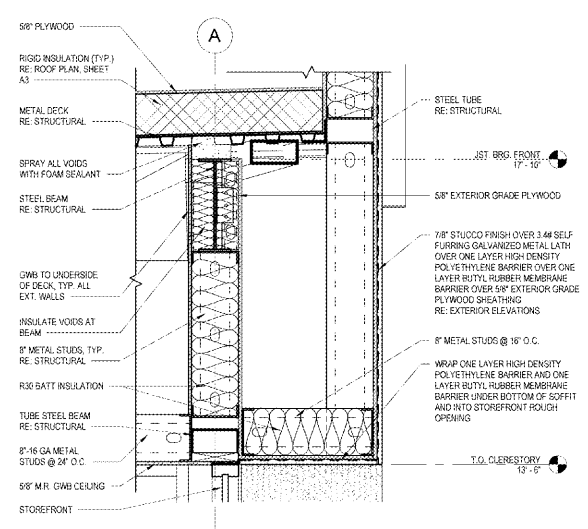 5/8" PLYWOOD
RIGID INSULATION (TYP.)
RE: ROOF PLAN, SHEET
A3
METAL DECK
RE: STRUCTURAL
SPRAY ALL VOIDS
WITH FOAM SEALANT
STEEL BEAM
RE: STRUCTURAL
GWB TO UNDERSIDE
OF DECK, TYP. ALL
EXT. WALLS
INSULATE VOIDS AT
BEAM
8" METAL STUDS, TYP.
RE: STRUCTURAL
R30 BATT INSULATION
TUBE STEEL BEAM
RE: STRUCTURAL
8"-16 GA METAL
STUDS @ 24" O.C.
5/8" M.R. GWB CEILING
STOREFRONT
A
STEEL TUBE
RE: STRUCTURAL
JST. BRG. FRONT
17' - 10"
5/8" EXTERIOR GRADE PLYWOOD
7/8" STUCCO FINISH OVER 3.4# SELF
FURRING GALVANIZED METAL LATH
OVER ONE LAYER HIGH DENSITY
POLYETHYLENE BARRIER OVER ONE
LAYER BUTYL RUBBER MEMBRANE
BARRIER OVER 5/8" EXTERIOR GRADE
PLYWOOD SHEATHING
RE: EXTERIOR ELEVATIONS
8" METAL STUDS @ 16" O.C.
WRAP ONE LAYER HIGH DENSITY
POLYETHYLENE BARRIER AND ONE
LAYER BUTYL RUBBER MEMBRANE
BARRIER UNDER BOTTOM OF SOFFIT
AND INTO STOREFRONT ROUGH
OPENING
T.O. CLERESTORY
13' - 6"